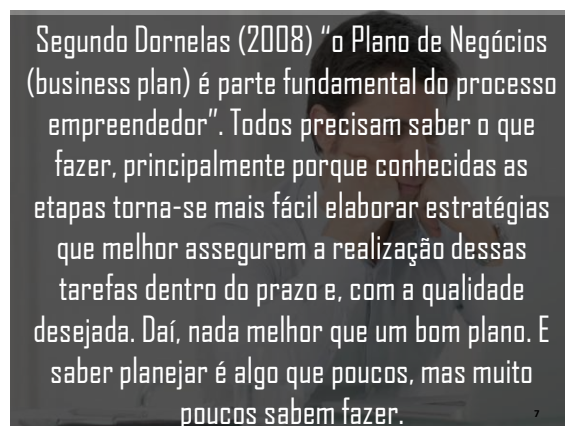 Segundo Dornelas (2008) “o Plano de Negócios
(business plan) é parte fundamental do processo
empreendedor”. Todos precisam saber o que
fazer, principalmente porque conhecidas as
etapas torna-se mais fácil elaborar estratégias
que melhor assegurem a realização dessas
tarefas dentro do prazo e, com a qualidade
desejada. Daí, nada melhor que um bom plano. E
saber planejar é algo que poucos, mas muito
poucos sabem fazer.
7